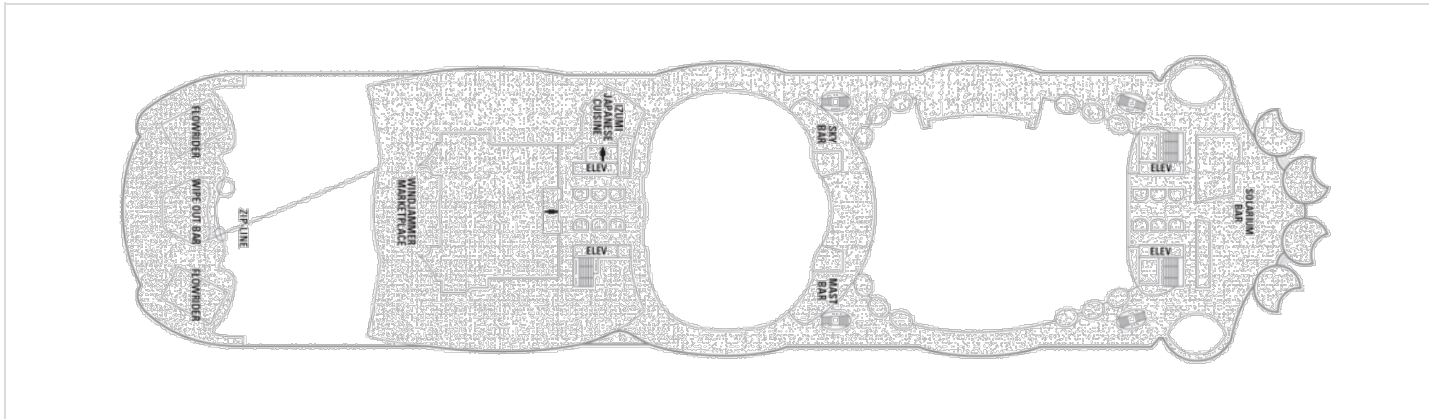 FLOWRIDER
WIPE OUT BAR
FLOWRIDER
ZIP LINE
WINDJAMMER
MARKETPLACE
IZUMI
JAPANESE
CUISINE
ELEV
ELEV
SKY
BAR
MAST
BAR
ELEV
ELEV
SOLARIUM
BAR